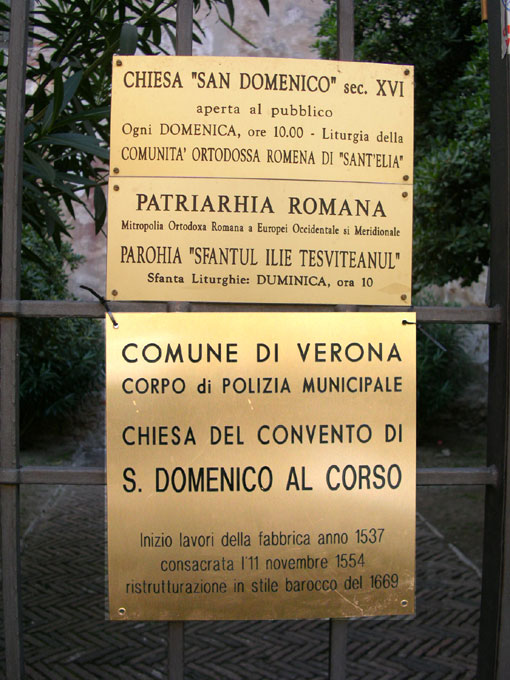 CHIESA "SAN DOMENICO" sec. XVI
aperta al pubblico
Ogni DOMENICA, ore 10.00 - Liturgia della
COMUNITA' ORTODOSSA ROMENA DI "SANT'ELIA"
PATRIARHIA ROMANA
Mitropolia Ortodoxa Romana a Europei Occidentale si Meridionale
PAROHIA "SFANTUL ILIE TESVITEANUL"
Sfanta Liturghie: DUMINICA, ora 10
COMUNE DI VERONA
CORPO di POLIZIA MUNICIPALE
CHIESA DEL CONVENTO DI
S. DOMENICO AL CORSO
Inizio lavori della fabbrica anno 1537
consacrata l'11 novembre 1554
ristrutturazione in stile barocco del 1669